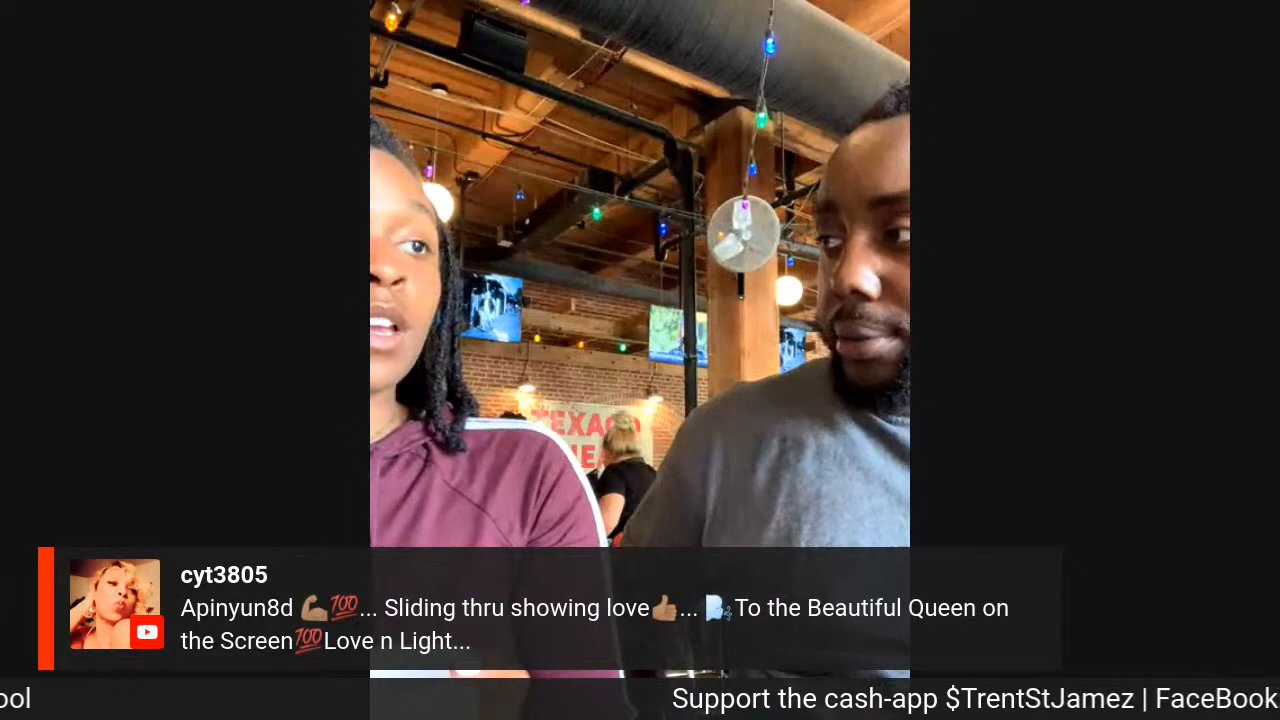 TEXACO
cyt3805
Apinyun8d 💪🏽💯... Sliding thru showing love👍🏽... 🌬️To the Beautiful Queen on
the Screen💯Love n Light...
ool
Support the cash-app $TrentStJamez | FaceBook